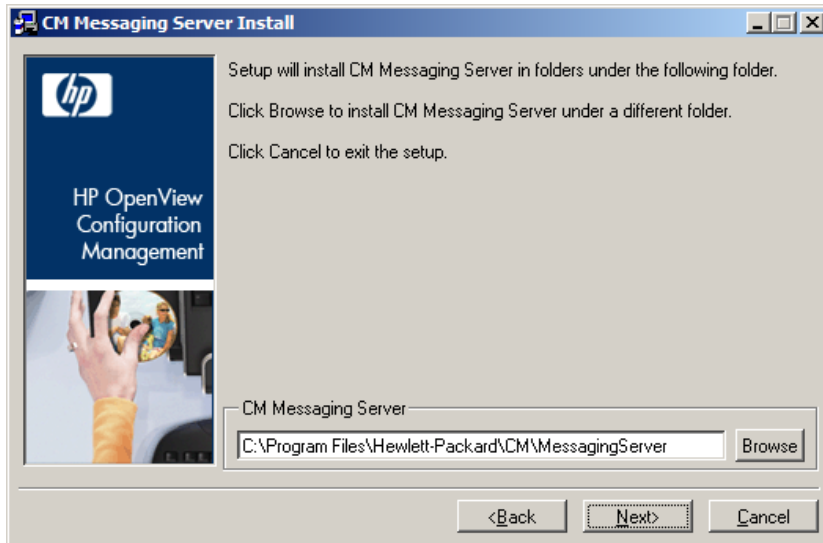 CM Messaging Server Install
hp
HP OpenView
Configuration
Management
Setup will install CM Messaging Server in folders under the following folder.
Click Browse to install CM Messaging Server under a different folder.
Click Cancel to exit the setup.
CM Messaging Server
C:\Program Files\Hewlett-Packard\CM\MessagingServer
Browse
<Back
Next>
Cancel